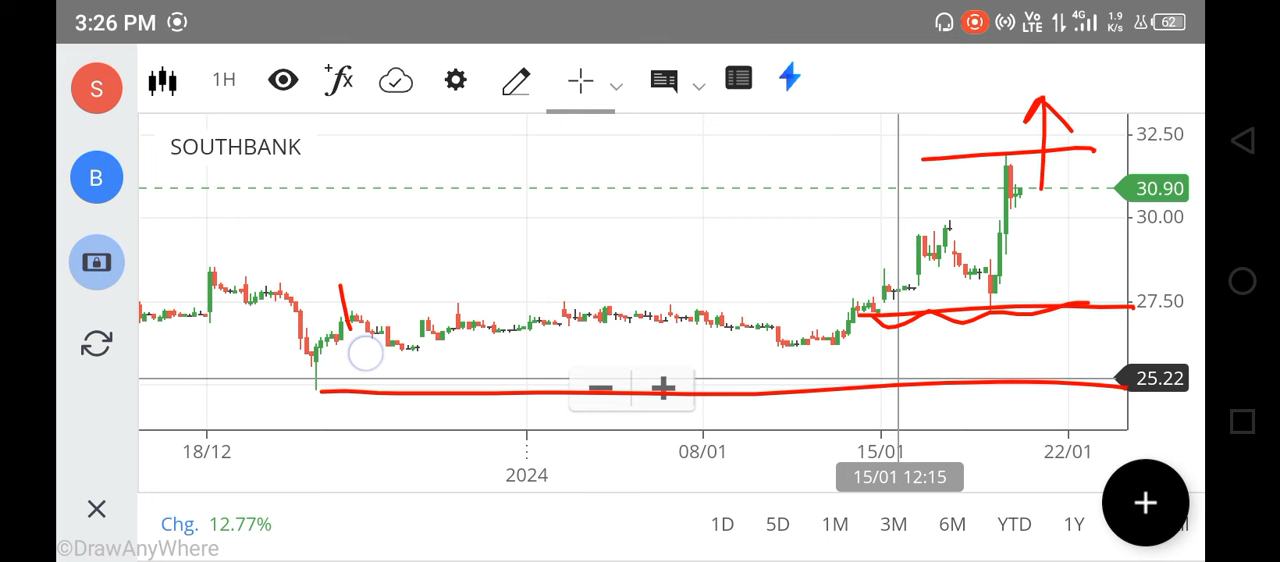 3:26 PM
Vo LTE 4G 1.9 K/s 62
S
1H
fx
SOUTHBANK
32.50
30.90
30.00
B
27.50
25.22
18/12
08/01
15/01
22/01
2024
15/01 12:15
Chg. 12.77%
1D 5D 1M 3M 6M YTD 1Y
©DrawAnyWhere